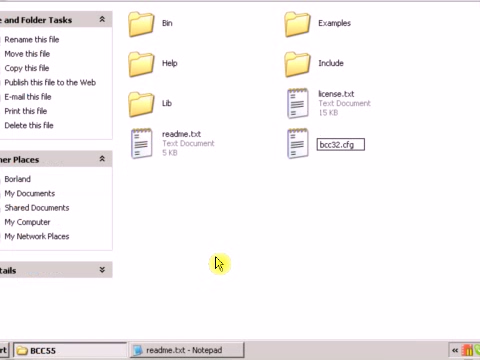 e and Folder Tasks
Rename this file
Move this file
Copy this file
Publish this file to the Web
E-mail this file
Print this file
Delete this file
her Places
Borland
My Documents
Shared Documents
My Computer
My Network Places
etails
Bin
Examples
Help
Include
Lib
license.txt
Text Document
15 KB
readme.txt
Text Document
5 KB
bcc32.cfg
rt
BCC55
readme.txt - Notepad
«